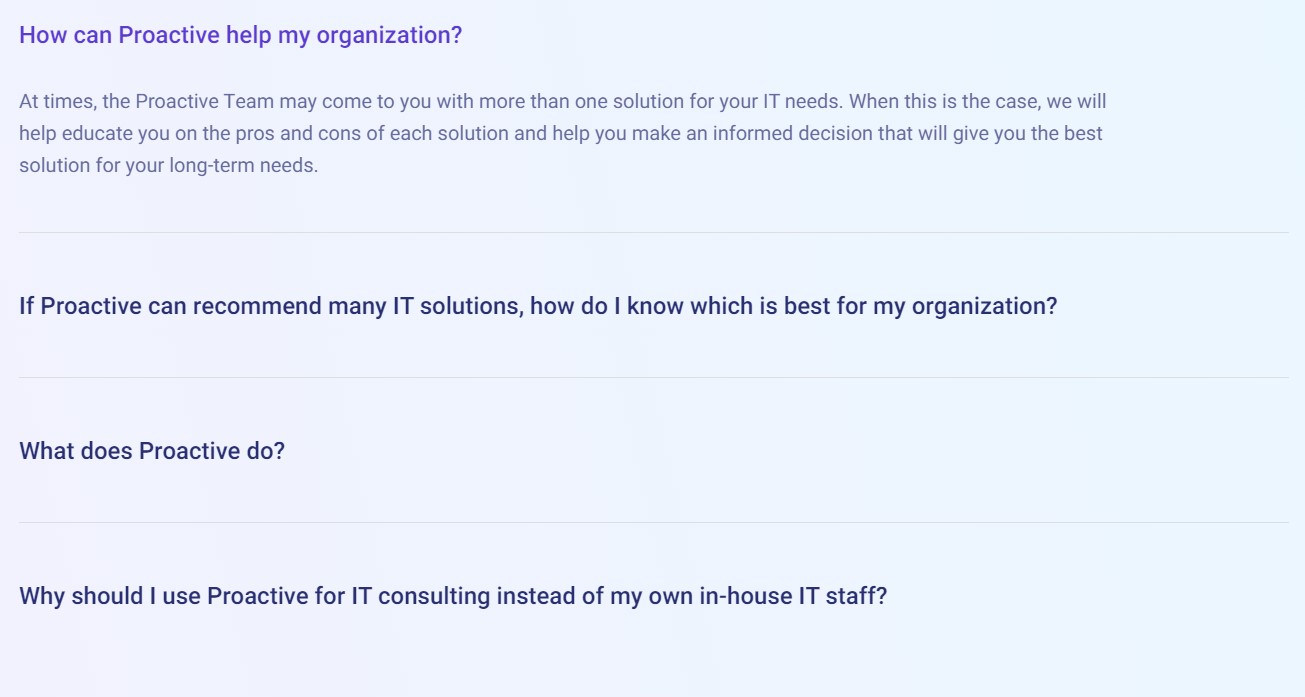 How can Proactive help my organization?
At times, the Proactive Team may come to you with more than one solution for your IT needs. When this is the case, we will
help educate you on the pros and cons of each solution and help you make an informed decision that will give you the best
solution for your long-term needs.
If Proactive can recommend many IT solutions, how do I know which is best for my organization?
What does Proactive do?
Why should I use Proactive for IT consulting instead of my own in-house IT staff?